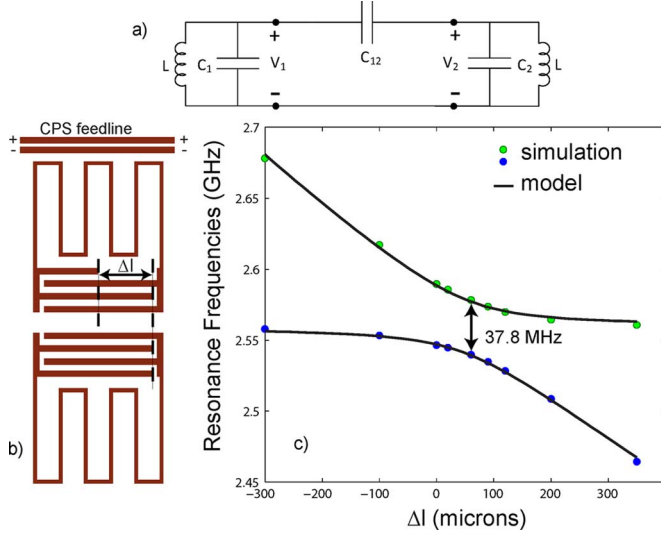 a)
C12
+
+
L
C1
V1
V2
C2
L
-
-
CPS feedline
+
+
-
-
Δl
b)
Resonance Frequencies (GHz)
2.7
2.65
2.6
2.55
2.5
2.45
simulation
model
37.8 MHz
c)
−300
−200
−100
0
100
200
300
Δl (microns)